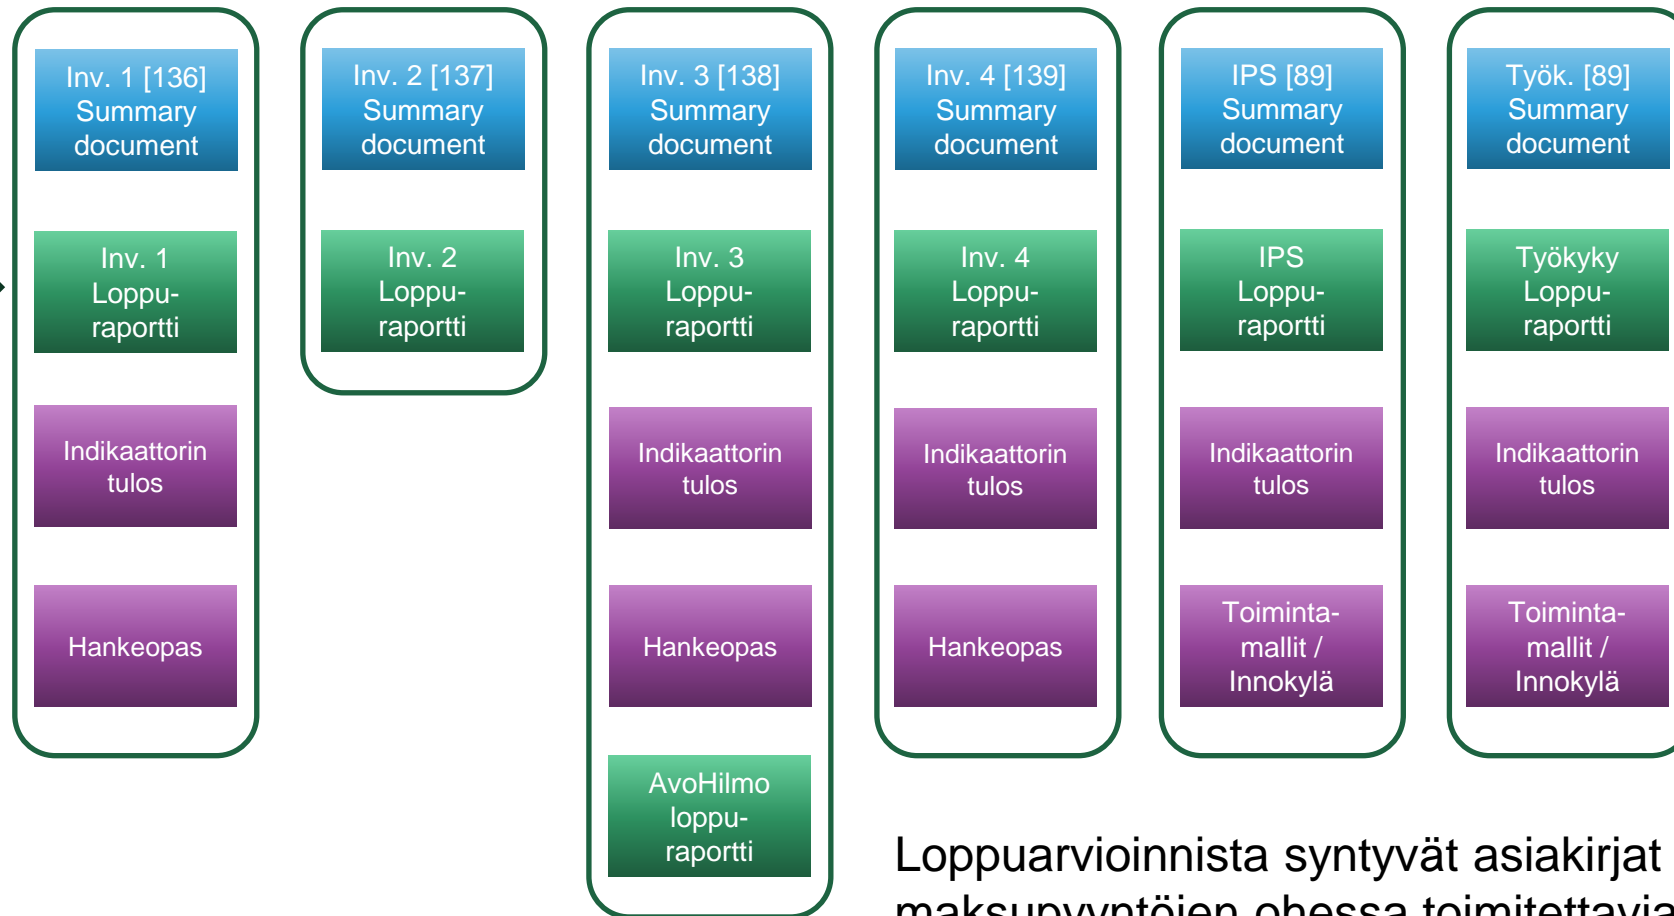 Inv. 1 [136]
Summary
document
Inv. 1
Loppu-
raportti
Indikaattorin
tulos
Hankeopas
Inv. 2 [137]
Summary
document
Inv. 2
Loppu-
raportti
Inv. 3 [138]
Summary
document
Inv. 3
Loppu-
raportti
Indikaattorin
tulos
Hankeopas
AvoHilmo
loppu-
raportti
Inv. 4 [139]
Summary
document
Inv. 4
Loppu-
raportti
Indikaattorin
tulos
Hankeopas
IPS [89]
Summary
document
IPS
Loppu-
raportti
Indikaattorin
tulos
Toiminta-
mallit /
Innokylä
Työk. [89]
Summary
document
Työkyky
Loppu-
raportti
Indikaattorin
tulos
Toiminta-
mallit /
Innokylä
Loppuarvioinnista syntyvät asiakirjat
maksupyyntöjen ohessa toimitettavia